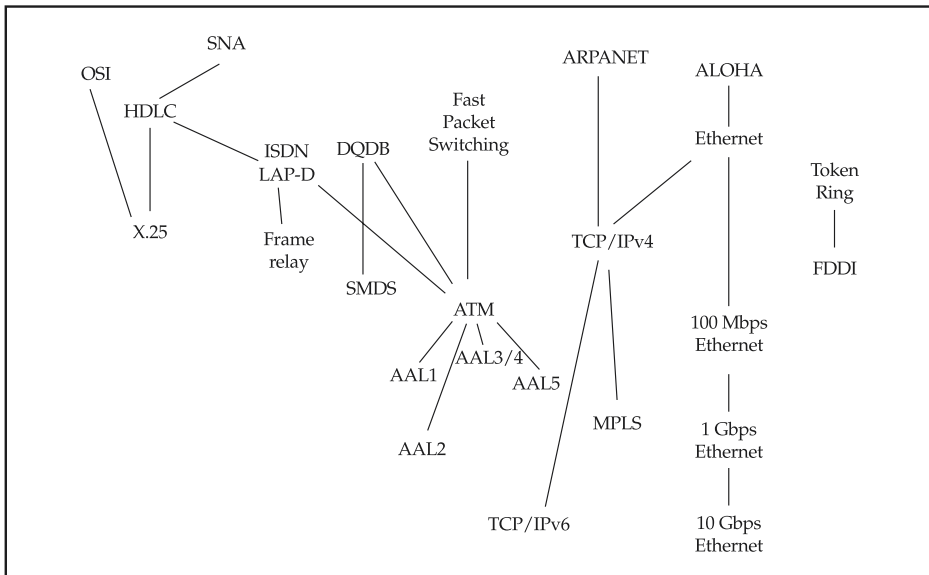 SNA
OSI
ARPANET
ALOHA
HDLC
Fast
Packet
Switching
Ethernet
ISDN
LAP-D
DQDB
Token
Ring
X.25
Frame
relay
TCP/IPv4
FDDI
SMDS
ATM
100 Mbps
Ethernet
AAL1
AAL3/4
AAL5
MPLS
1 Gbps
Ethernet
AAL2
TCP/IPv6
10 Gbps
Ethernet